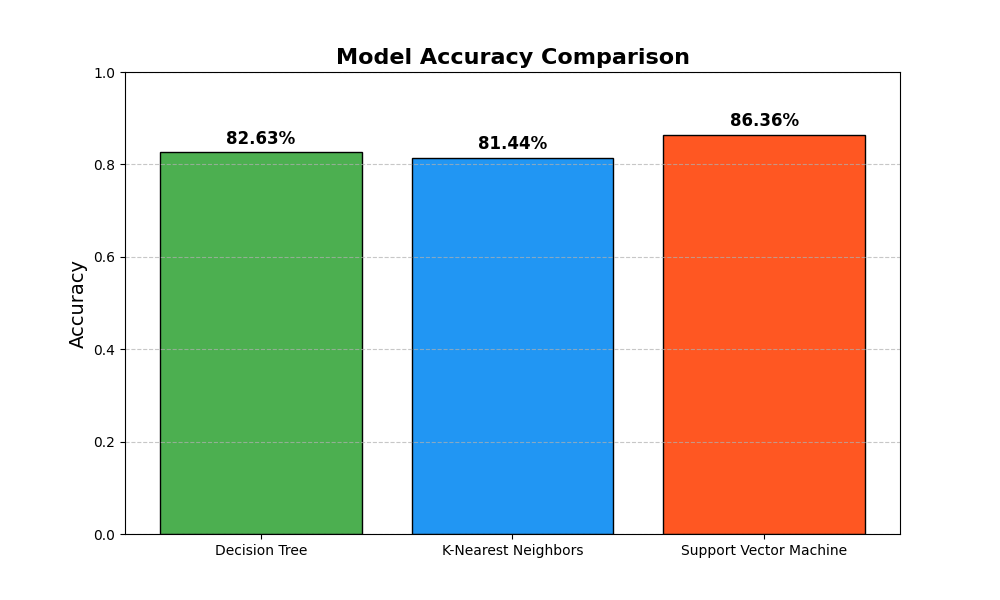 Model Accuracy Comparison
1.0
0.8
0.6
0.4
0.2
0.0
Accuracy
82.63%
81.44%
86.36%
Decision Tree
K-Nearest Neighbors
Support Vector Machine